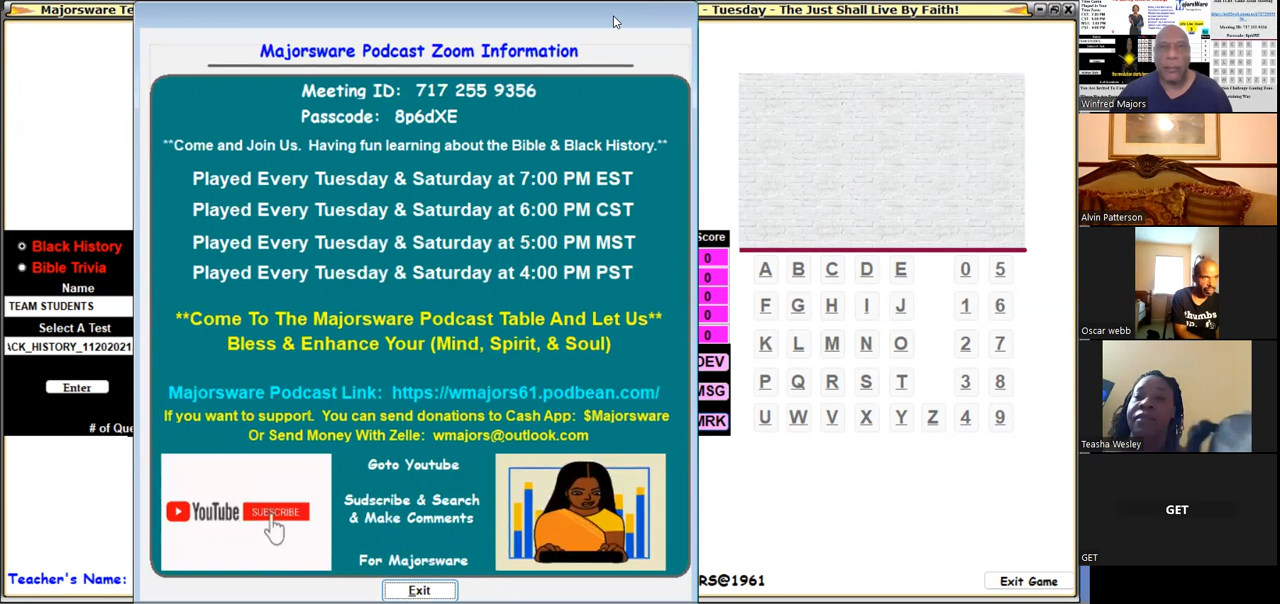 Majorsware Te
- Tuesday - The Just Shall Live By Faith!
Majorsware Podcast Zoom Information
Meeting ID: 717 255 9356
Passcode: 8p6dXE
**Come and Join Us. Having fun learning about the Bible & Black History.**
Played Every Tuesday & Saturday at 7:00 PM EST
Played Every Tuesday & Saturday at 6:00 PM CST
Played Every Tuesday & Saturday at 5:00 PM MST
Played Every Tuesday & Saturday at 4:00 PM PST
**Come To The Majorsware Podcast Table And Let Us**
Bless & Enhance Your (Mind, Spirit, & Soul)
Majorsware Podcast Link: https://wmajors61.podbean.com/
If you want to support. You can send donations to Cash App: $Majorsware
Or Send Money With Zelle: wmajors@outlook.com
YouTube SUBSCRIBE
Goto Youtube
Sudscribe & Search
& Make Comments
For Majorsware
Exit
Black History
Bible Trivia
Name
TEAM STUDENTS
Select A Test
ACK_HISTORY_11202021
Enter
# of Que
Teacher's Name:
Score
0
0
0
0
0
DEV
MSG
MRK
A B C D E 0 5
F G H I J 1 6
K L M N O 2 7
P Q R S T 3 8
U W V X Y Z 4 9
RS@1961
Exit Game
Winfred Majors
Alvin Patterson
Oscar webb
thumbs
Teasha Wesley
GET
GET